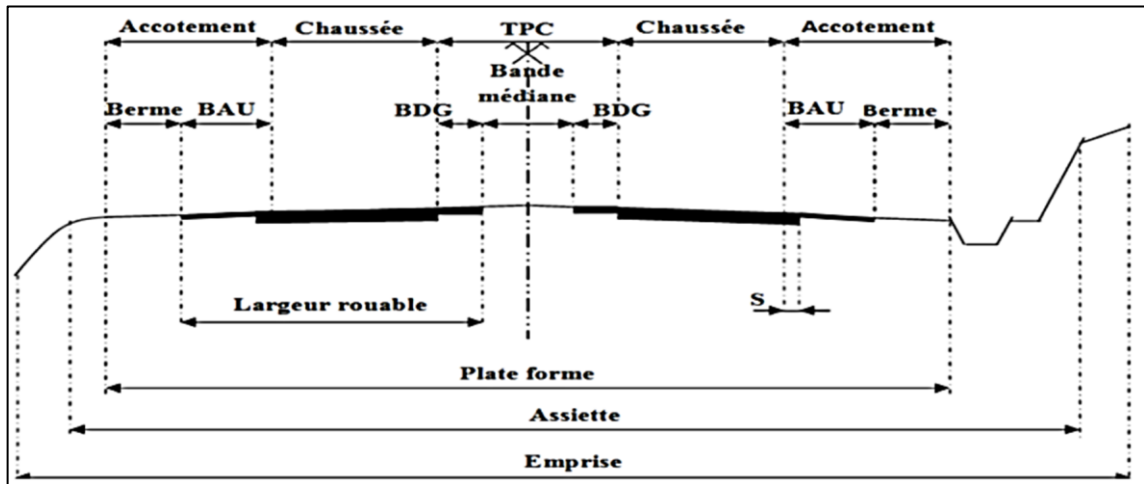 Accotement Chaussée TPC Chaussée Accotement
Bande
médiane
Berme BAU BDG BDG BAU Berme
Largeur rouable S
Plate forme
Assiette
Emprise